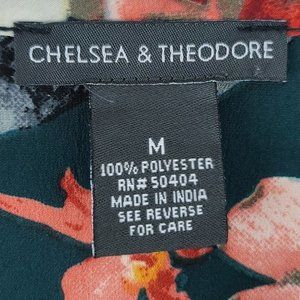 CHELSEA & THEODORE
M
100% POLYESTER
RN# 50404
MADE IN INDIA
SEE REVERSE
FOR CARE